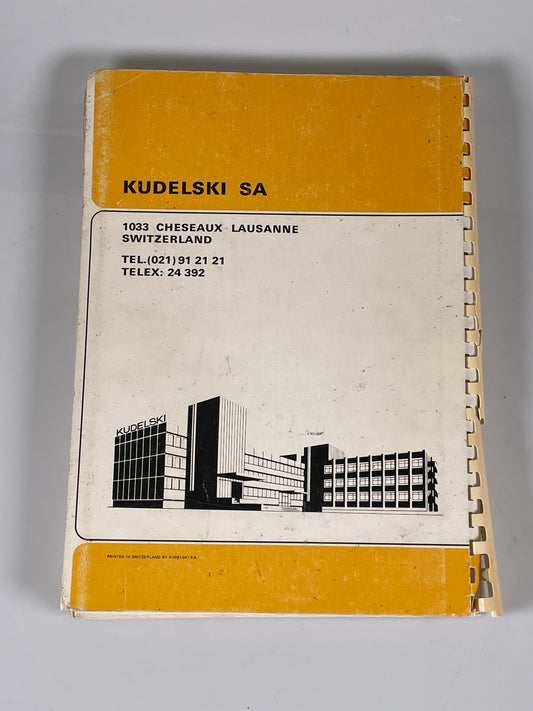 KUDELSKI SA
1033 CHESEAUX - LAUSANNE
SWITZERLAND
TEL.(021) 91 21 21
TELEX: 24 392
KUDELSKI
PRINTED IN SWITZERLAND BY KUDELSKI S.A.